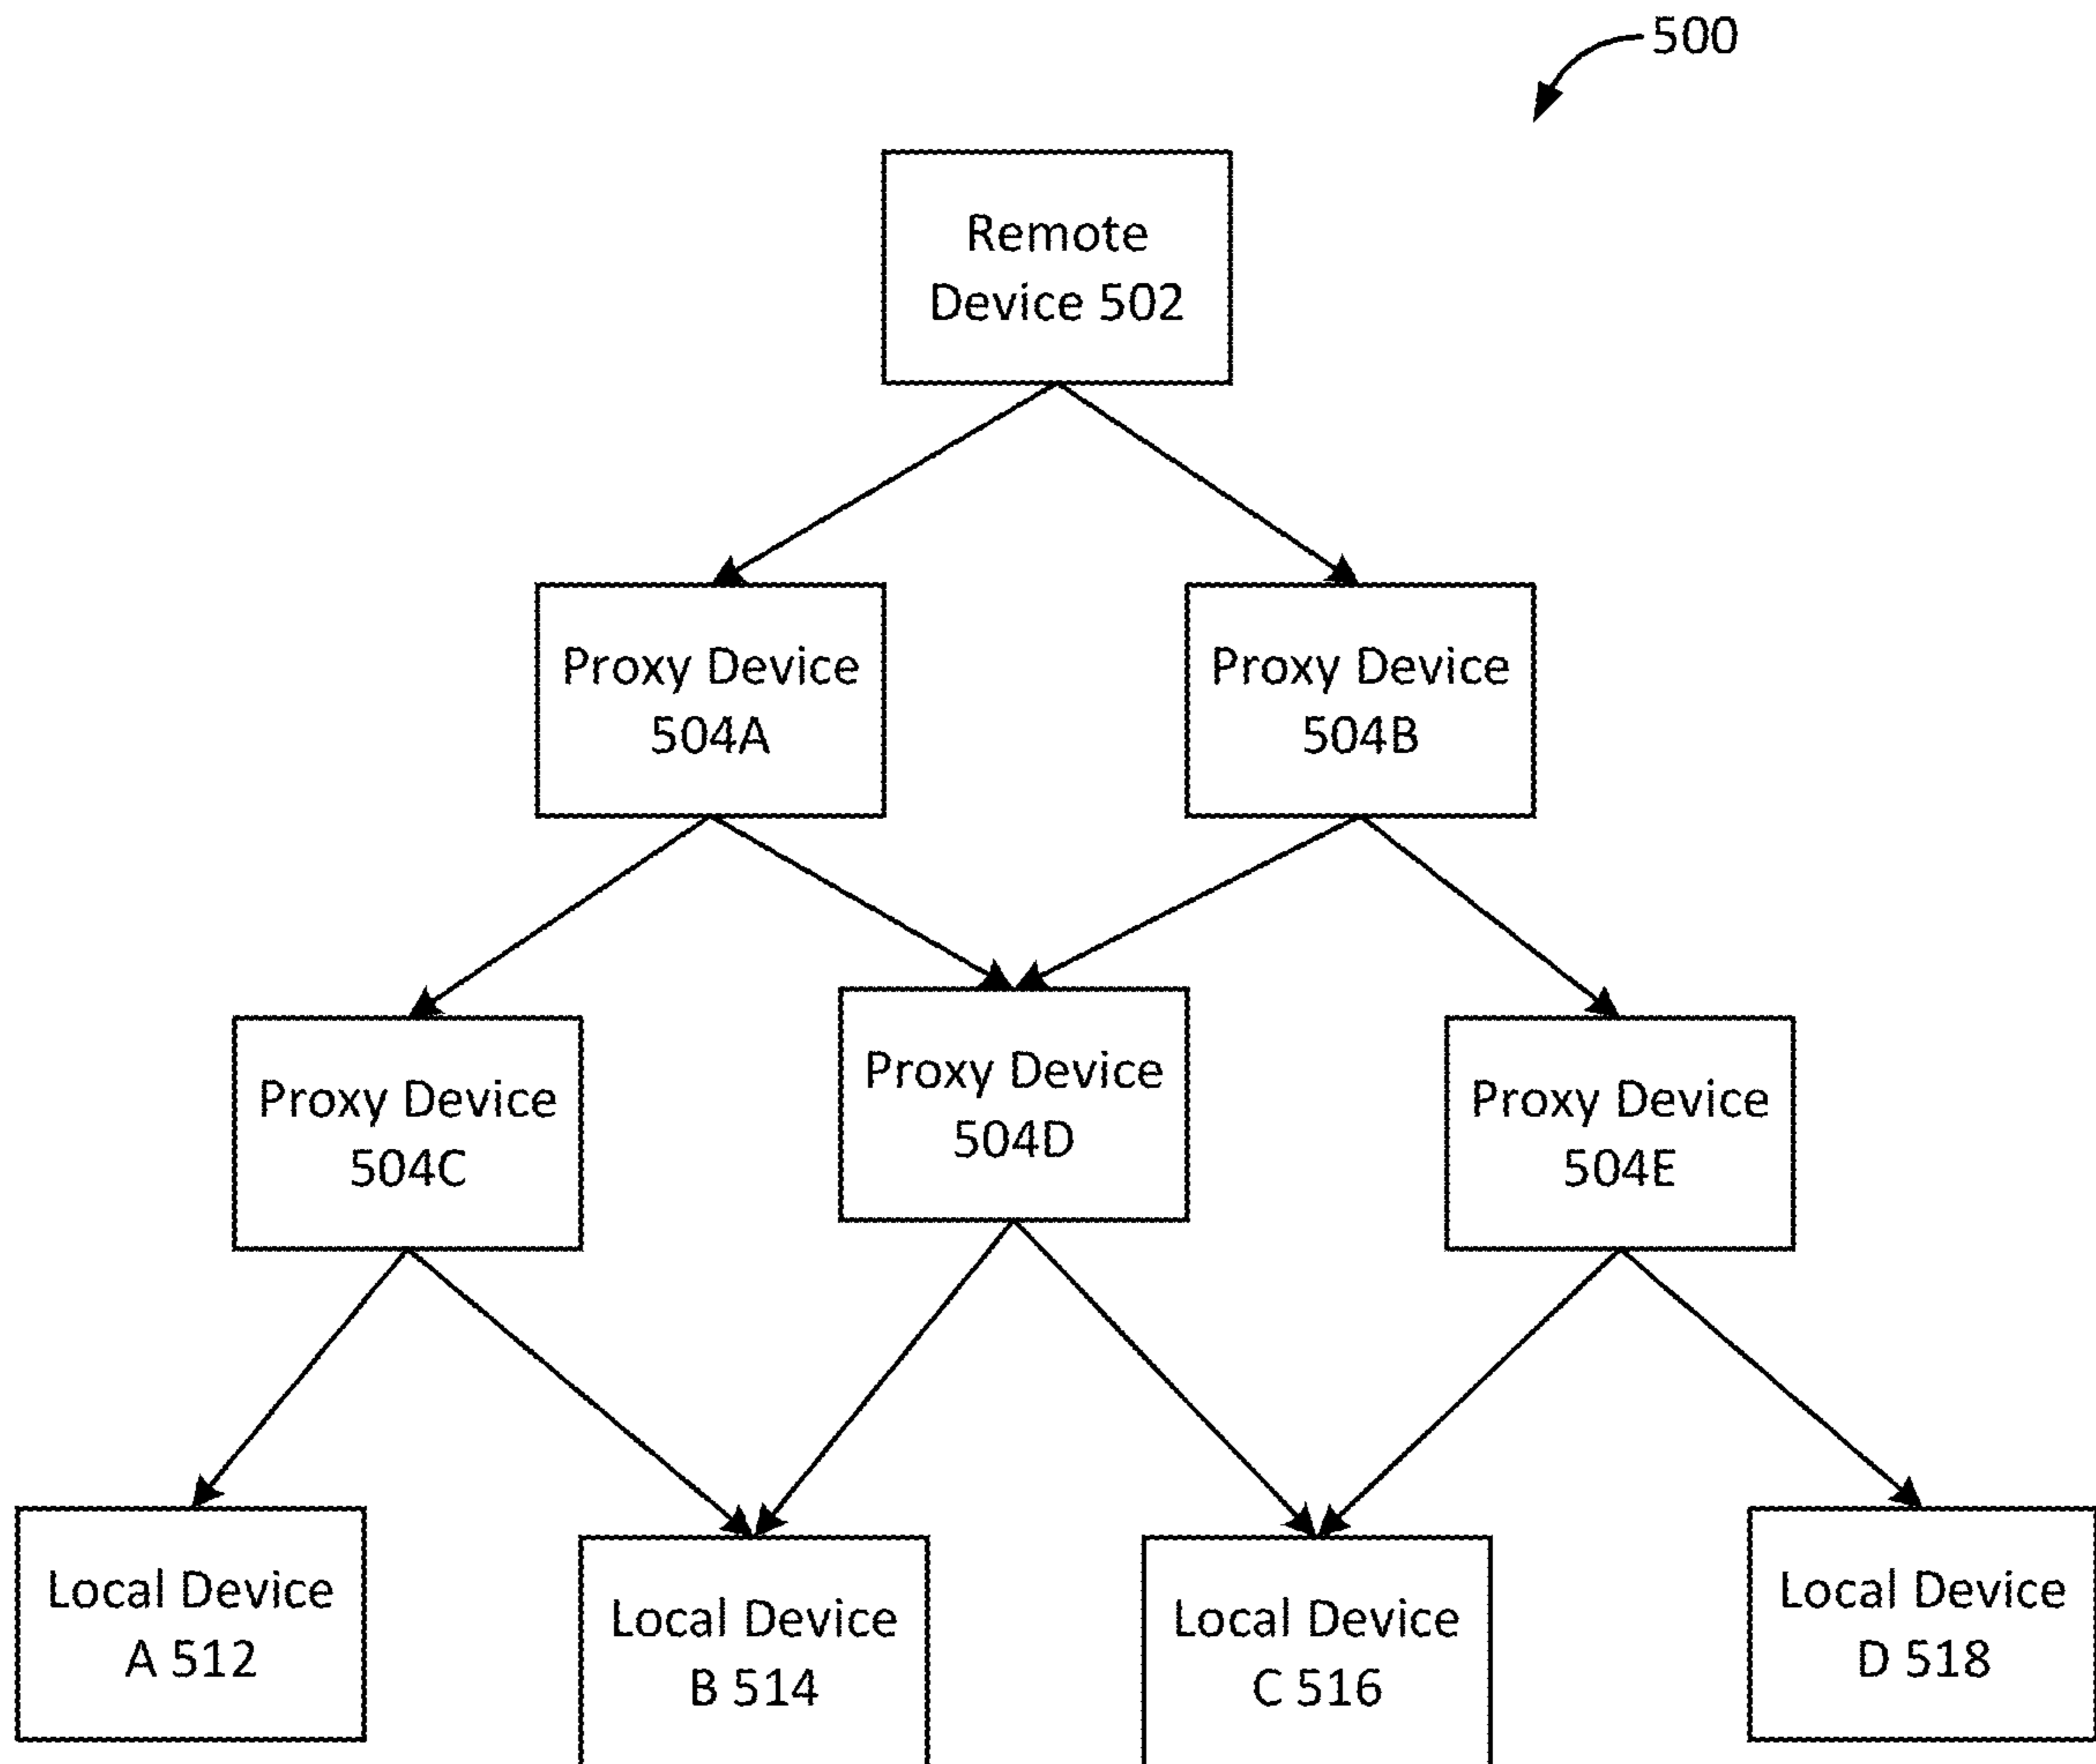 500
Remote
Device 502
Proxy Device
504A
Proxy Device
504B
Proxy Device
504C
Proxy Device
504D
Proxy Device
504E
Local Device
A 512
Local Device
B 514
Local Device
C 516
Local Device
D 518